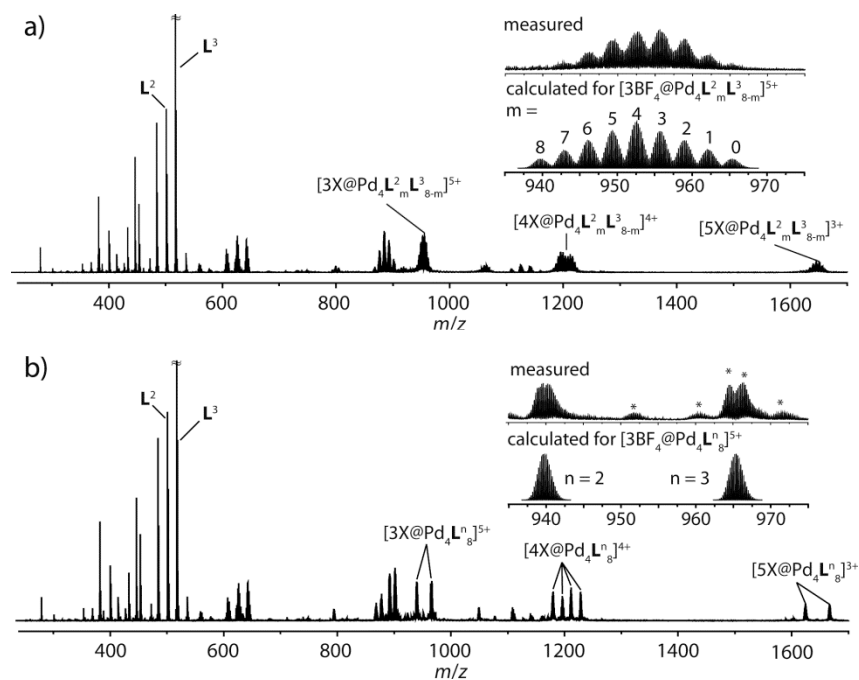 a)
L³
L²
measured
calculated for [3BF₄@Pd₄L²ₘL³₈₋ₘ]⁵⁺
m =
8 7 6 5 4 3 2 1 0
940 950 960 970
[3X@Pd₄L²ₘL³₈₋ₘ]⁵⁺
[4X@Pd₄L²ₘL³₈₋ₘ]⁴⁺
[5X@Pd₄L²ₘL³₈₋ₘ]³⁺
400 600 800 1000 1200 1400 1600
m/z
b)
L²
L³
measured
* * * * *
calculated for [3BF₄@Pd₄Lⁿ₈]⁵⁺
n = 2 n = 3
940 950 960 970
[3X@Pd₄Lⁿ₈]⁵⁺
[4X@Pd₄Lⁿ₈]⁴⁺
[5X@Pd₄Lⁿ₈]³⁺
400 600 800 1000 1200 1400 1600
m/z